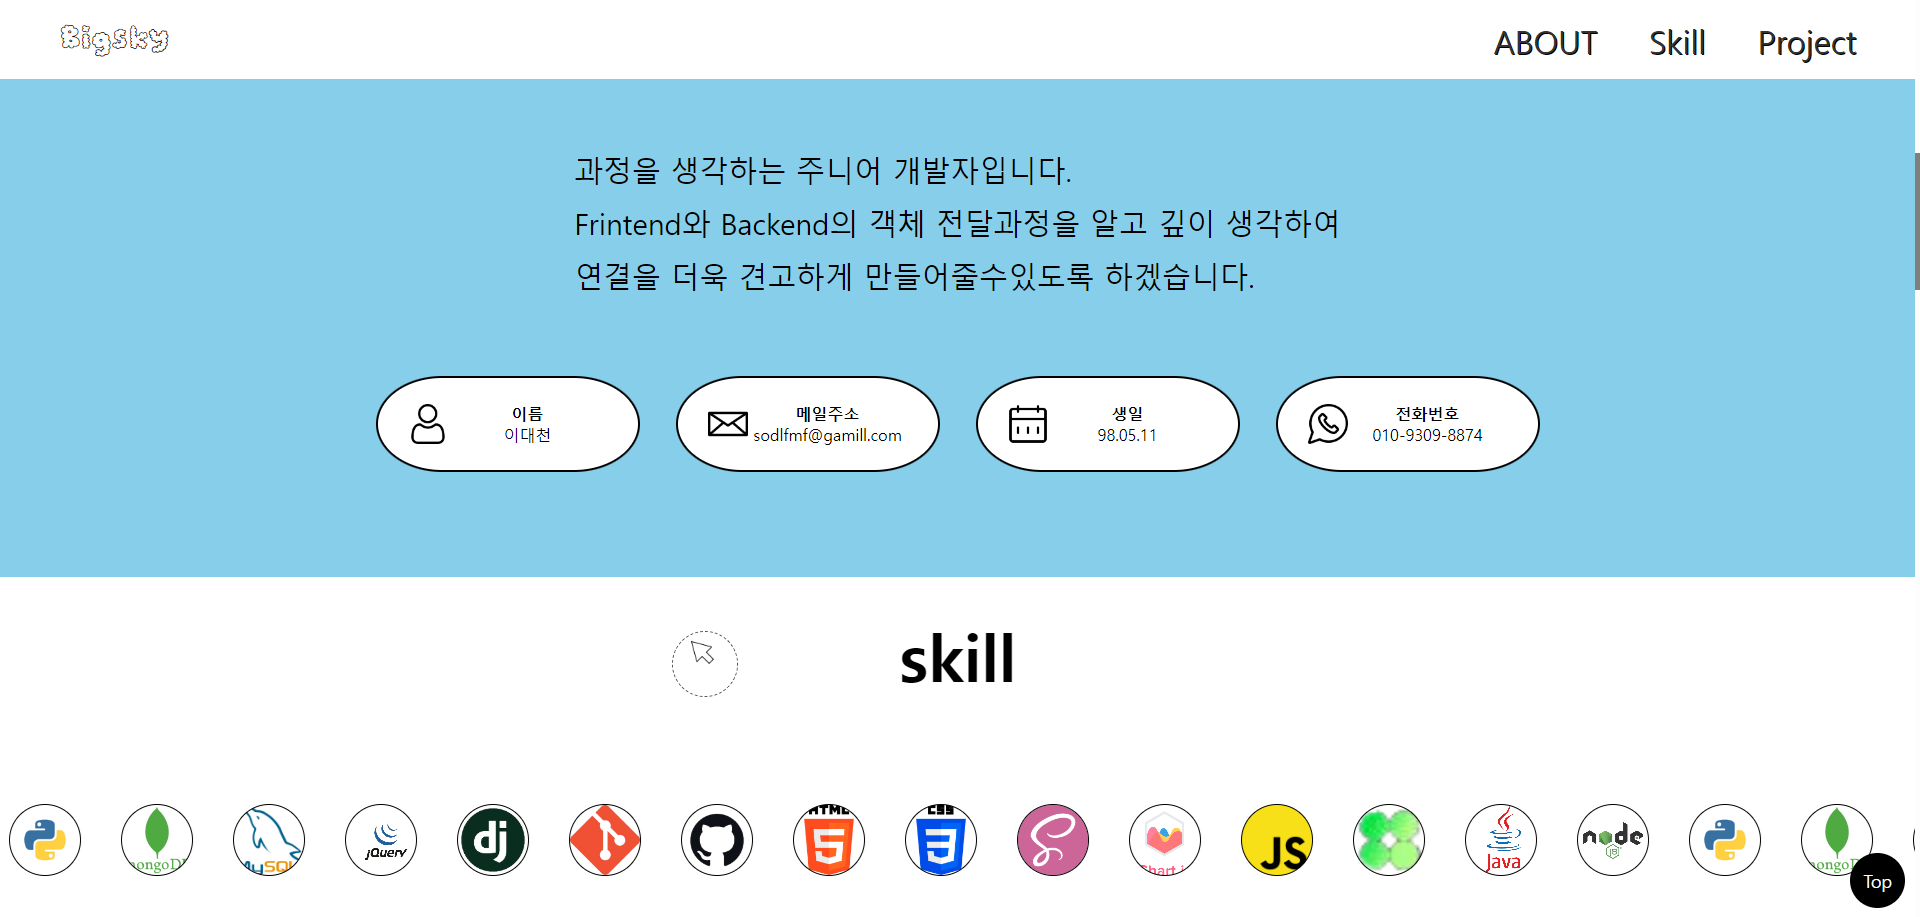 Bigsky
ABOUT Skill Project
과정을 생각하는 주니어 개발자입니다.
Frintend와 Backend의 객체 전달과정을 알고 깊이 생각하여
연결을 더욱 견고하게 만들어줄수있도록 하겠습니다.
이름
이대천
메일주소
sodlfmf@gamill.com
생일
98.05.11
전화번호
010-9309-8874
skill
mongoDB
MySQL
jQuery
dj
HTML
5
CSS
3
Chart.js
JS
Java
node
JS
mongoDB
Top